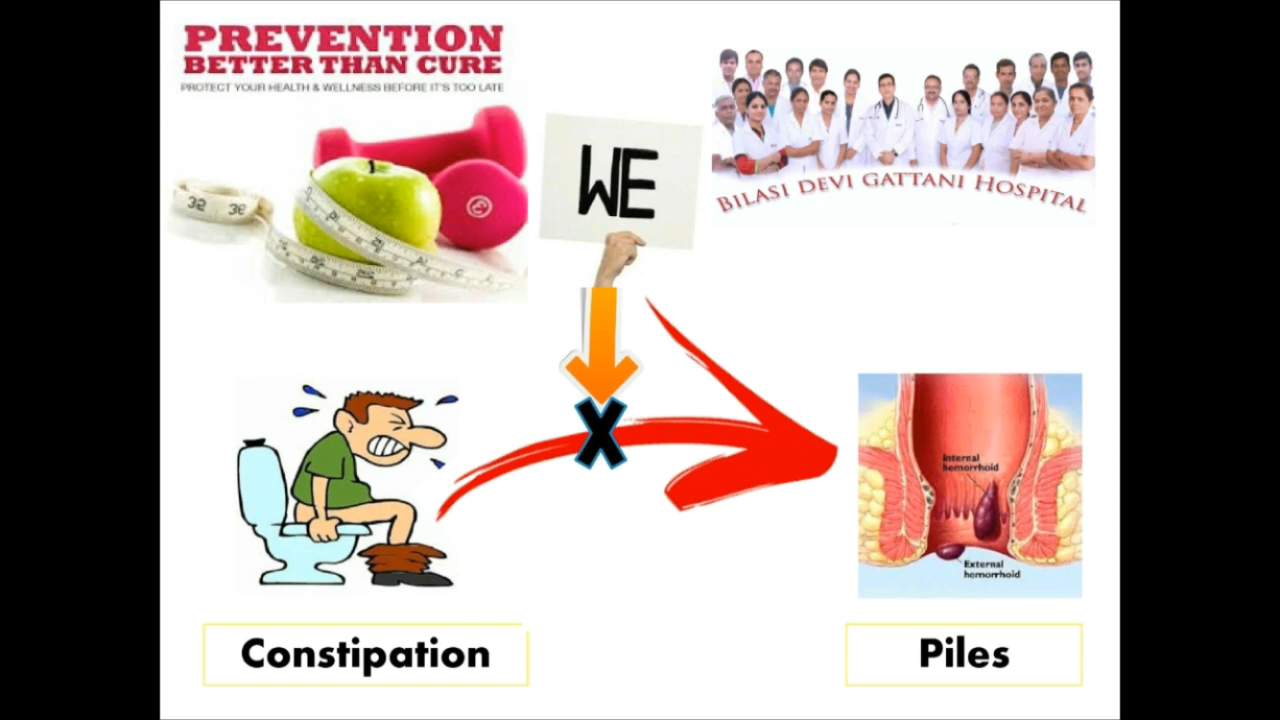 PREVENTION
BETTER THAN CURE
PROTECT YOUR HEALTH & WELLNESS BEFORE IT'S TOO LATE
WE
BILASI DEVI GATTANI HOSPITAL
32
X
Internal
hemorrhoid
External
hemorrhoid
Constipation
Piles